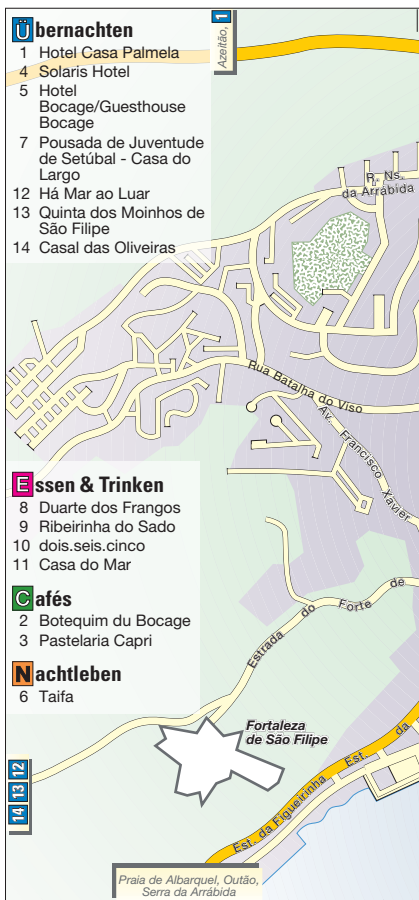 Übernachten
1 Hotel Casa Palmela
4 Solaris Hotel
5 Hotel
Bocage/Guesthouse
Bocage
7 Pousada de Juventude
de Setúbal - Casa do
Largo
12 Há Mar ao Luar
13 Quinta dos Moinhos de
São Filipe
14 Casal das Oliveiras
Azeitão, 1
R. Ns.
da Arrábida
Rua Batalha do Viso
Av. Francisco Xavier
Essen & Trinken
8 Duarte dos Frangos
9 Ribeirinha do Sado
10 dois.seis.cinco
11 Casa do Mar
Cafés
2 Botequim du Bocage
3 Pastelaria Capri
Nachtleben
6 Taifa
Estrada do Forte de
Fortaleza
de São Filipe
14 13 12
Est. da Figueirinha
Est. da
Praia de Albarquel, Outão,
Serra da Arrábida